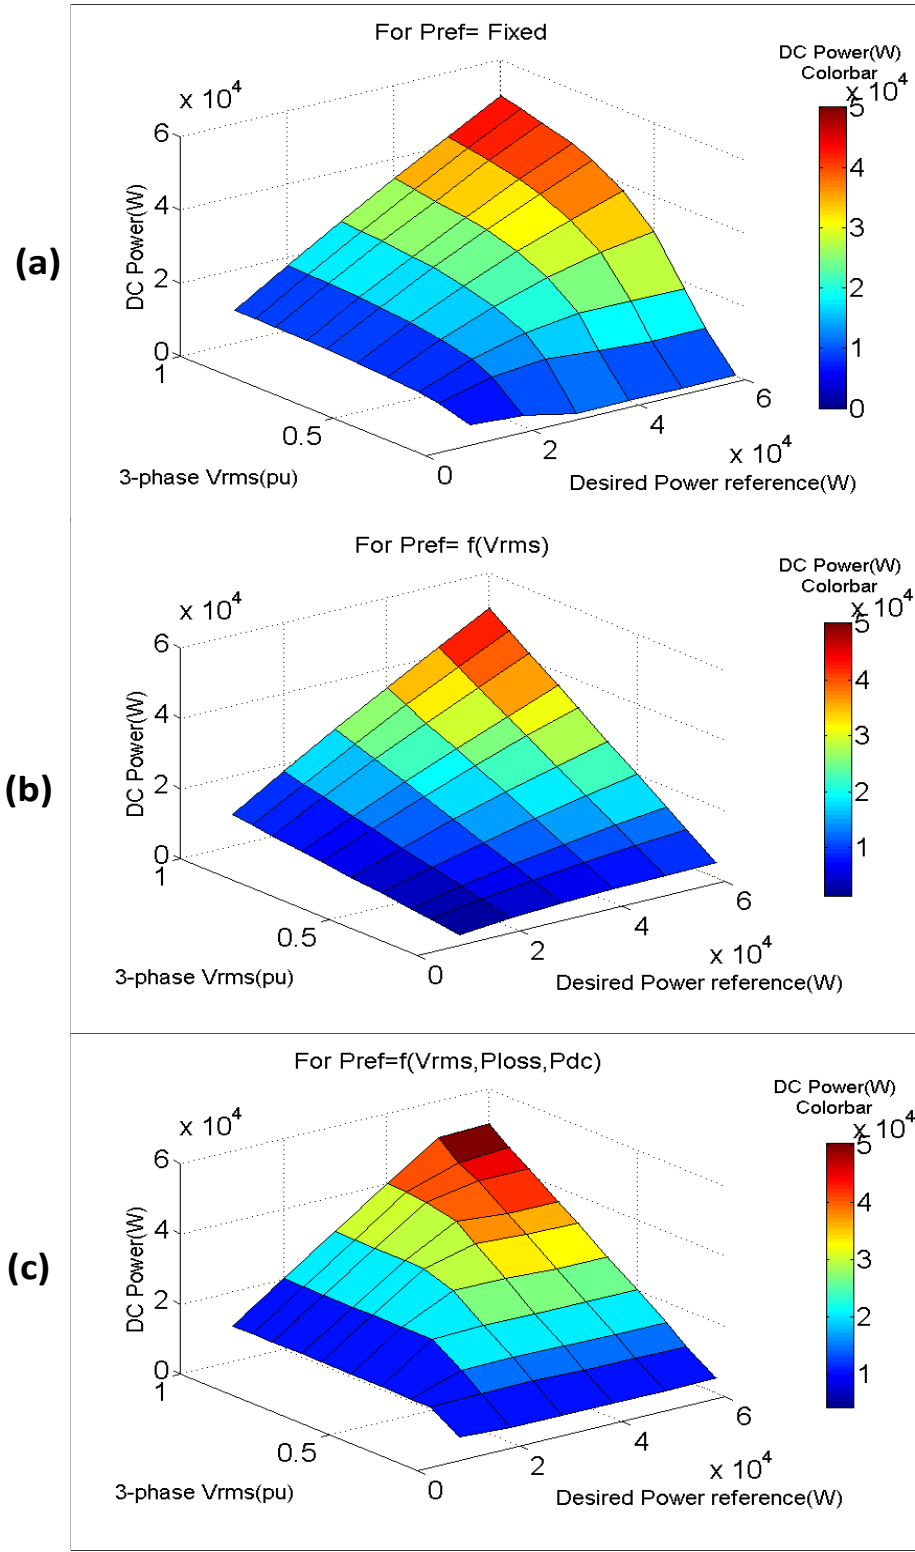 For Pref= Fixed
DC Power(W)
Colorbar
x 10^4
x 10^4
6
4
2
0
DC Power(W)
5
4
3
2
1
0
(a)
1
0.5
0
3-phase Vrms(pu)
0
2
4
6
x 10^4
Desired Power reference(W)
For Pref= f(Vrms)
DC Power(W)
Colorbar
x 10^4
x 10^4
6
4
2
0
DC Power(W)
5
4
3
2
1
(b)
1
0.5
0
3-phase Vrms(pu)
2
4
6
x 10^4
Desired Power reference(W)
For Pref=f(Vrms,Ploss,Pdc)
DC Power(W)
Colorbar
x 10^4
x 10^4
6
4
2
0
DC Power(W)
5
4
3
2
1
(c)
1
0.5
0
3-phase Vrms(pu)
2
4
6
x 10^4
Desired Power reference(W)